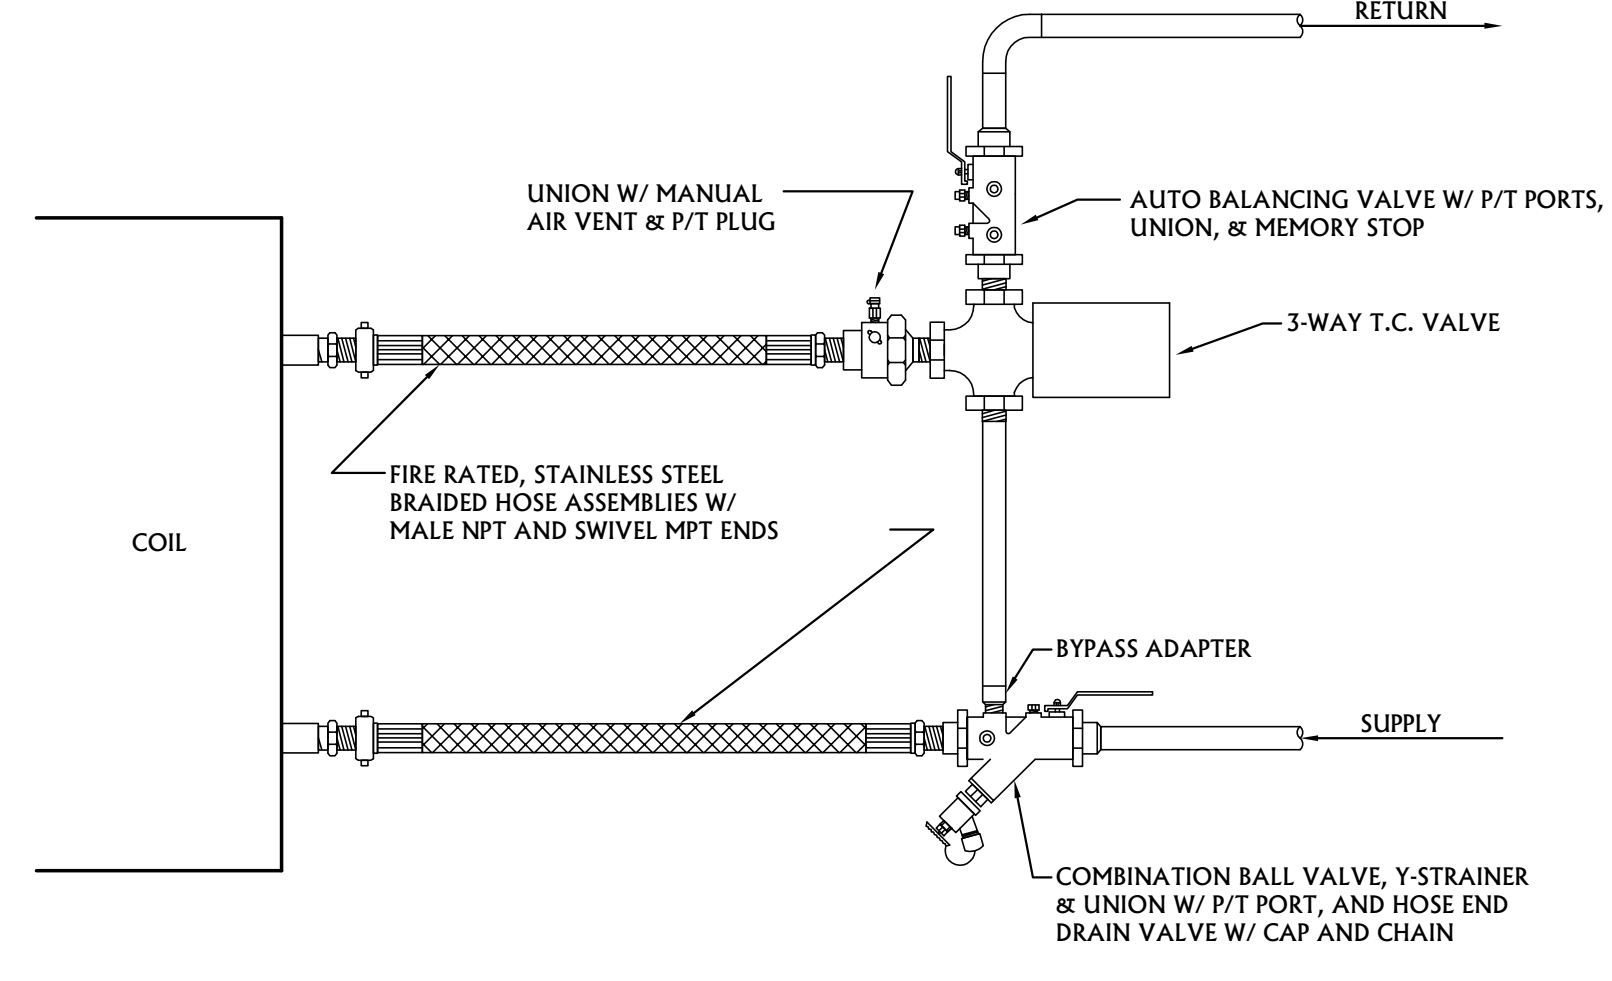 RETURN
UNION W/ MANUAL
AIR VENT & P/T PLUG
AUTO BALANCING VALVE W/ P/T PORTS,
UNION, & MEMORY STOP
3-WAY T.C. VALVE
FIRE RATED, STAINLESS STEEL
BRAIDED HOSE ASSEMBLIES W/
MALE NPT AND SWIVEL MPT ENDS
COIL
BYPASS ADAPTER
SUPPLY
COMBINATION BALL VALVE, Y-STRAINER
& UNION W/ P/T PORT, AND HOSE END
DRAIN VALVE W/ CAP AND CHAIN